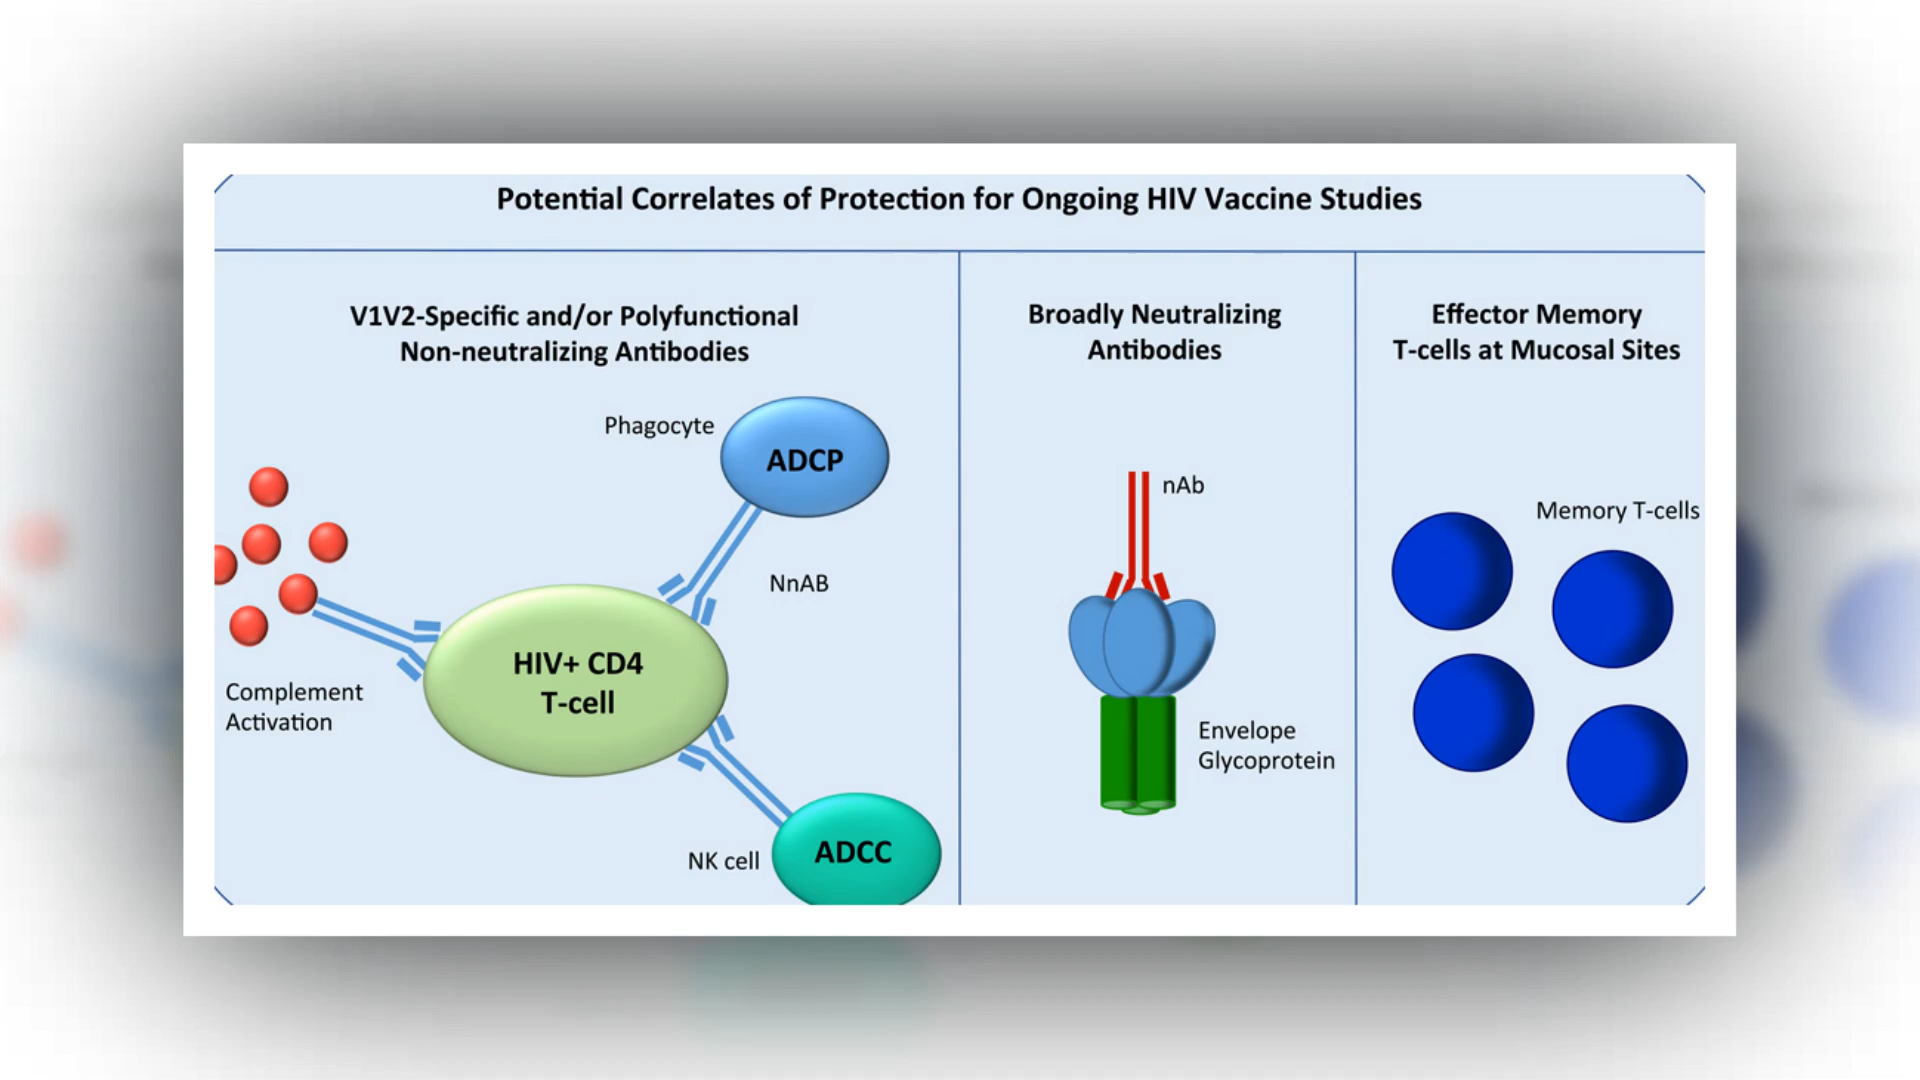 Potential Correlates of Protection for Ongoing HIV Vaccine Studies
V1V2-Specific and/or Polyfunctional
Non-neutralizing Antibodies
Phagocyte
ADCP
NnAB
HIV+ CD4
T-cell
Complement
Activation
NK cell
ADCC
Broadly Neutralizing
Antibodies
nAb
Envelope
Glycoprotein
Effector Memory
T-cells at Mucosal Sites
Memory T-cells